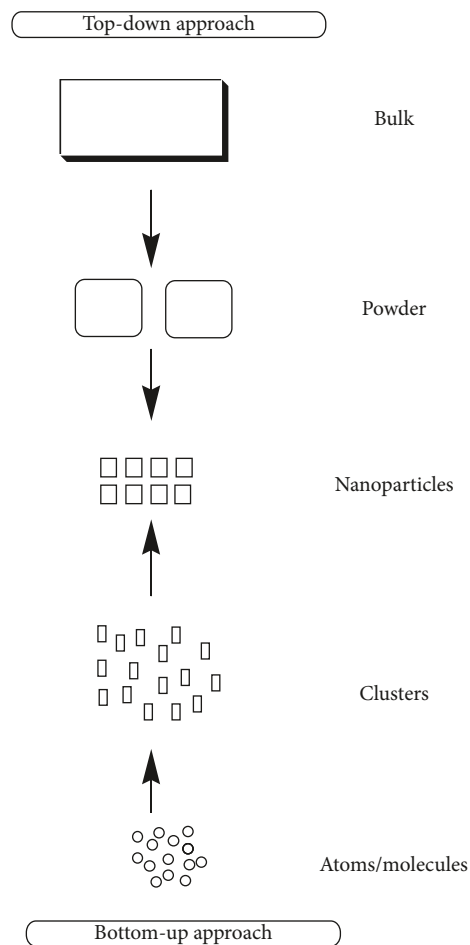 Top-down approach
Bulk
Powder
Nanoparticles
Clusters
Atoms/molecules
Bottom-up approach